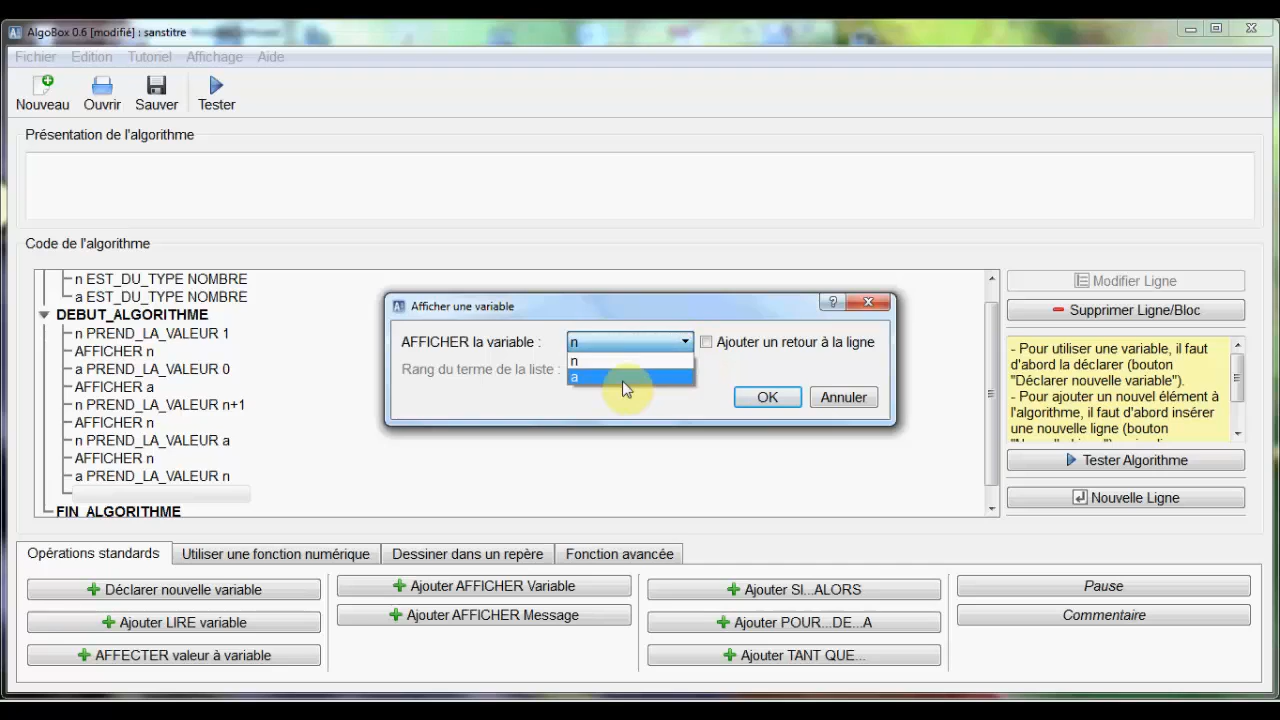 AlgoBox 0.6 [modifié] : sanstitre
Fichier Edition Tutoriel Affichage Aide
Nouveau Ouvrir Sauver Tester
Présentation de l'algorithme
Code de l'algorithme
n EST_DU_TYPE NOMBRE
a EST_DU_TYPE NOMBRE
DEBUT_ALGORITHME
n PREND_LA_VALEUR 1
AFFICHER n
a PREND_LA_VALEUR 0
AFFICHER a
n PREND_LA_VALEUR n+1
AFFICHER n
n PREND_LA_VALEUR a
AFFICHER n
a PREND_LA_VALEUR n
FIN_ALGORITHME
Afficher une variable
AFFICHER la variable : n
Ajouter un retour à la ligne
n
a
Rang du terme de la liste :
OK Annuler
Modifier Ligne
Supprimer Ligne/Bloc
- Pour utiliser une variable, il faut
d'abord la déclarer (bouton
"Déclarer nouvelle variable").
- Pour ajouter un nouvel élément à
l'algorithme, il faut d'abord insérer
une nouvelle ligne (bouton
Tester Algorithme
Nouvelle Ligne
Opérations standards Utiliser une fonction numérique Dessiner dans un repère Fonction avancée
Déclarer nouvelle variable
Ajouter LIRE variable
AFFECTER valeur à variable
Ajouter AFFICHER Variable
Ajouter AFFICHER Message
Ajouter SI...ALORS
Ajouter POUR...DE...A
Ajouter TANT QUE...
Pause
Commentaire